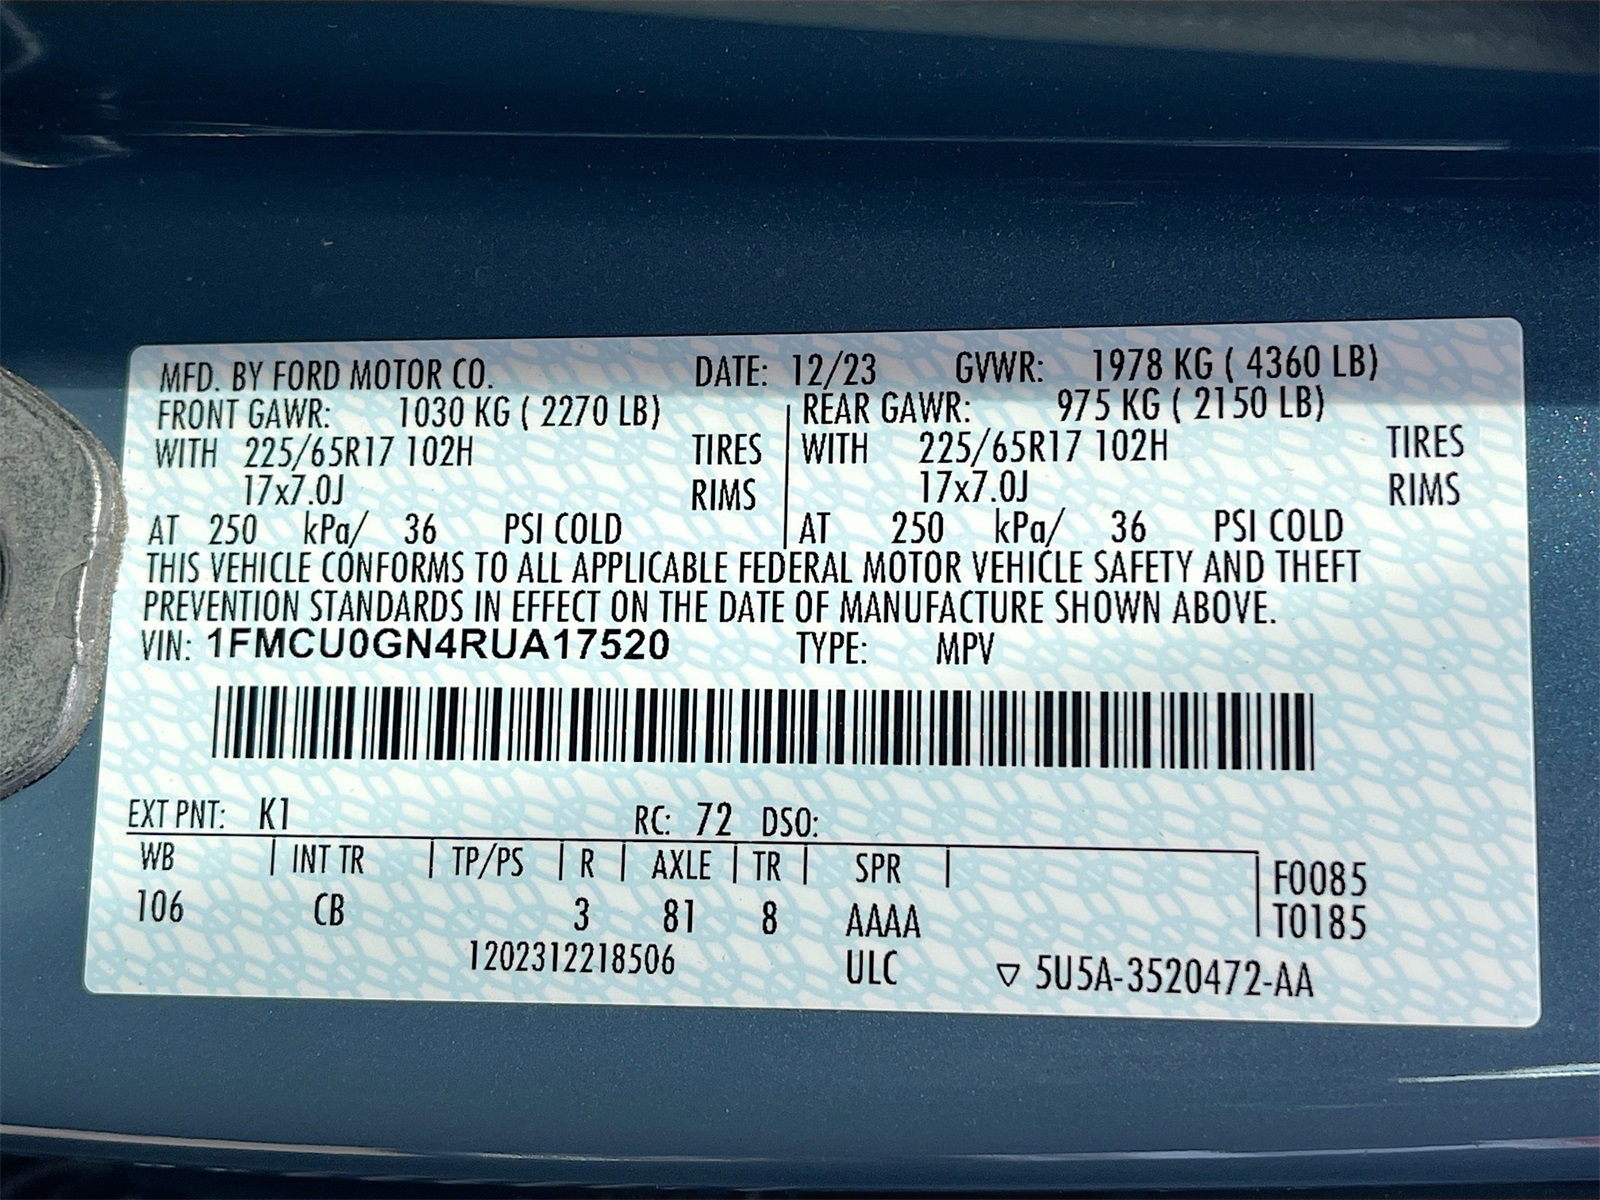 MFD. BY FORD MOTOR CO. DATE: 12/23 GVWR: 1978 KG ( 4360 LB)
FRONT GAWR: 1030 KG ( 2270 LB) REAR GAWR: 975 KG ( 2150 LB)
WITH 225/65R17 102H TIRES WITH 225/65R17 102H TIRES
17x7.0J RIMS 17x7.0J RIMS
AT 250 kPa/ 36 PSI COLD AT 250 kPa/ 36 PSI COLD
THIS VEHICLE CONFORMS TO ALL APPLICABLE FEDERAL MOTOR VEHICLE SAFETY AND THEFT
PREVENTION STANDARDS IN EFFECT ON THE DATE OF MANUFACTURE SHOWN ABOVE.
VIN: 1FMCU0GN4RUA17520 TYPE: MPV
EXT PNT: K1 RC: 72 DSO:
WB INT TR TP/PS R AXLE TR SPR F0085
106 CB 3 81 8 AAAA T0185
1202312218506 ULC ▽ 5U5A-3520472-AA